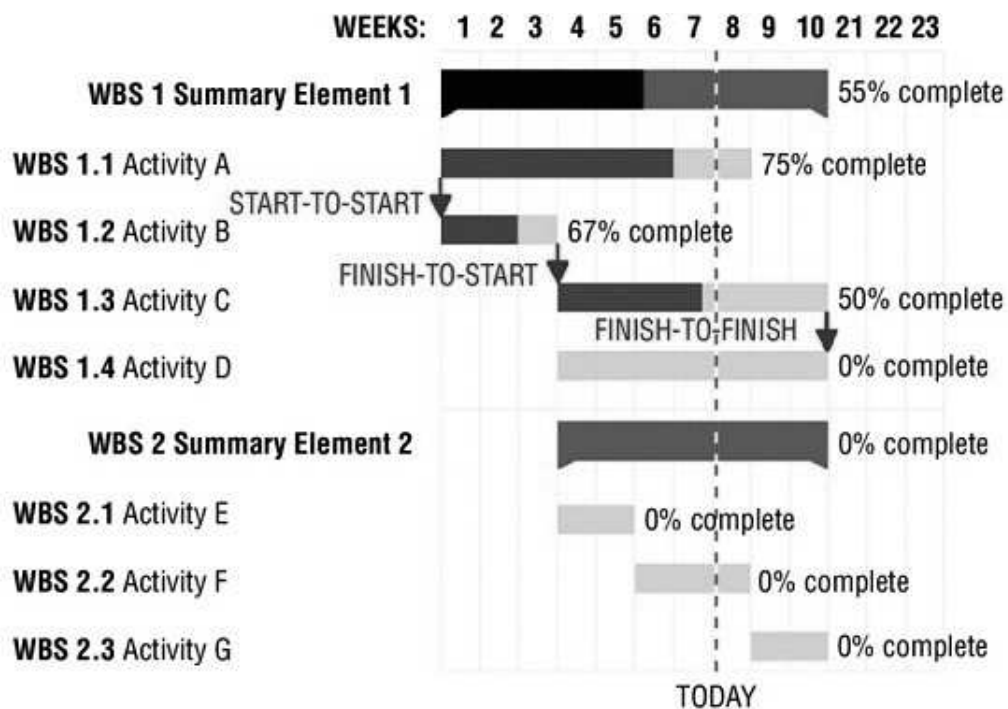 WEEKS: 1 2 3 4 5 6 7 8 9 10 21 22 23
WBS 1 Summary Element 1 55% complete
WBS 1.1 Activity A 75% complete
START-TO-START
WBS 1.2 Activity B 67% complete
FINISH-TO-START
WBS 1.3 Activity C 50% complete
FINISH-TO-FINISH
WBS 1.4 Activity D 0% complete
WBS 2 Summary Element 2 0% complete
WBS 2.1 Activity E 0% complete
WBS 2.2 Activity F 0% complete
WBS 2.3 Activity G 0% complete
TODAY